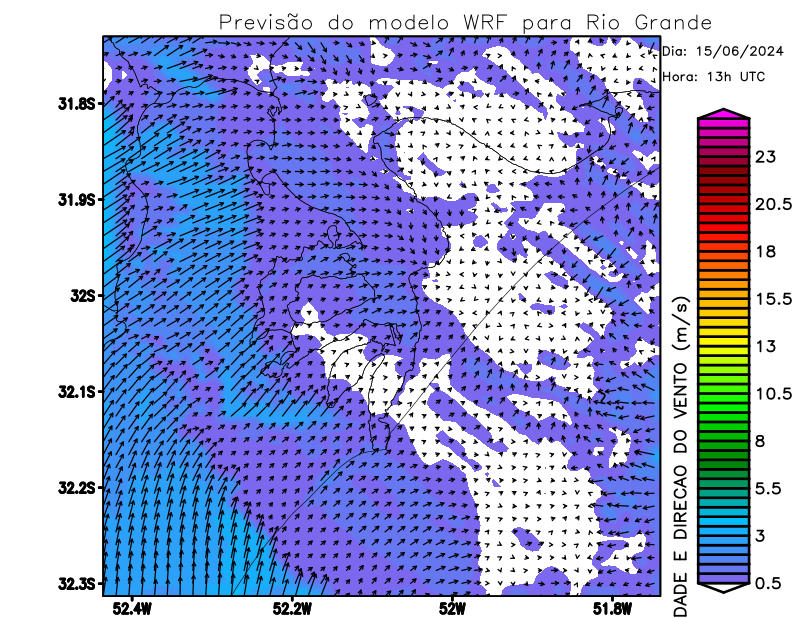 Previsão do modelo WRF para Rio Grande
Dia: 15/06/2024
Hora: 13h UTC
31.8S
31.9S
32S
32.1S
32.2S
32.3S
52.4W
52.2W
52W
51.8W
DADE E DIRECAO DO VENTO (m/s)
23
20.5
18
15.5
13
10.5
8
5.5
3
0.5